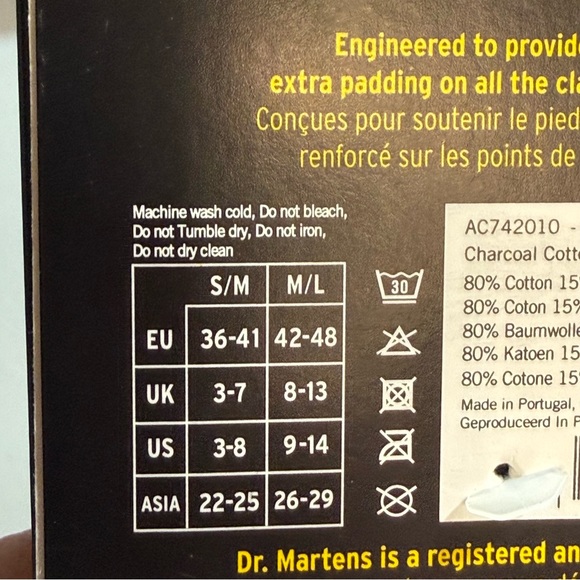 Engineered to provid
extra padding on all the cla
Conçues pour soutenir le pied
renforcé sur les points de
Machine wash cold, Do not bleach,
Do not Tumble dry, Do not iron,
Do not dry clean
S/M M/L
EU 36-41 42-48
UK 3-7 8-13
US 3-8 9-14
ASIA 22-25 26-29
30
AC742010 -
Charcoal Cotto
80% Cotton 15%
80% Coton 15%
80% Baumwolle
80% Katoen 15
80% Cotone 15%
Made in Portugal,
Geproduceerd In P
Dr. Martens is a registered an